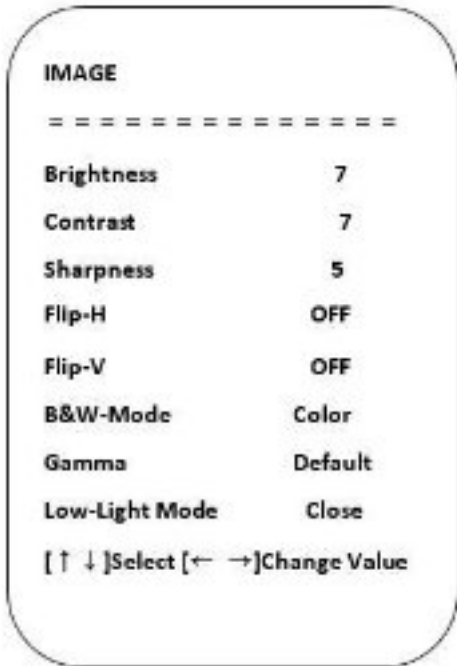 IMAGE
= = = = = = = = = = = = = =
Brightness 7
Contrast 7
Sharpness 5
Flip-H OFF
Flip-V OFF
B&W-Mode Color
Gamma Default
Low-Light Mode Close
[↑ ↓]Select [← →]Change Value